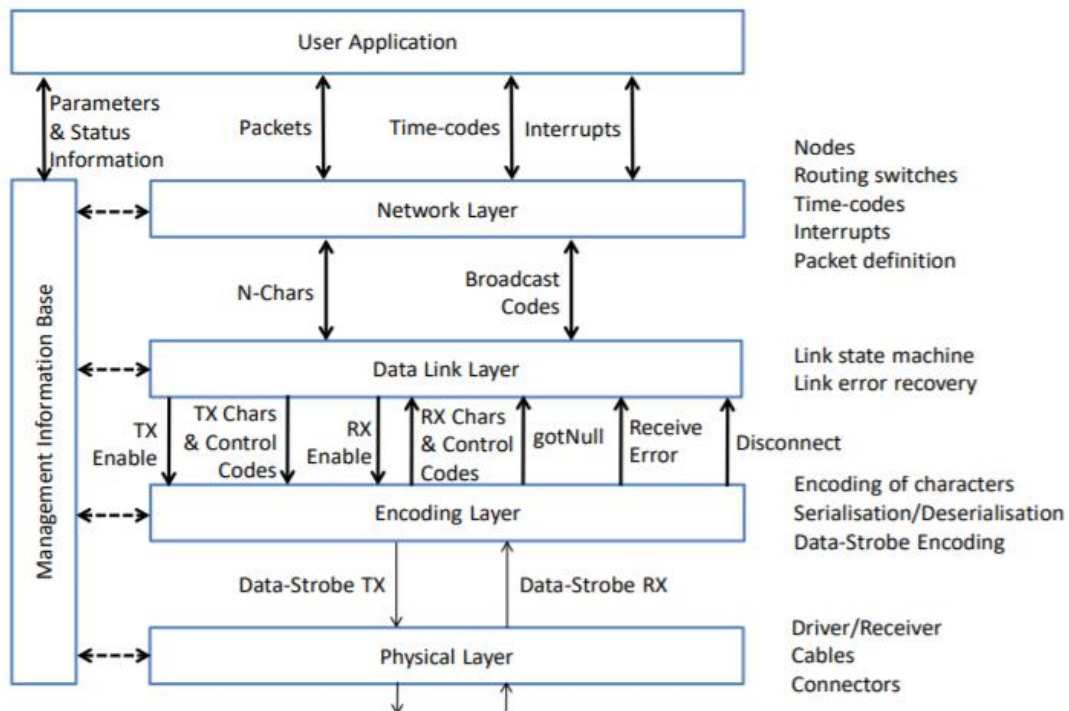 User Application
Parameters
& Status
Information
Packets
Time-codes
Interrupts
Nodes
Routing switches
Time-codes
Interrupts
Packet definition
Network Layer
Management Information Base
N-Chars
Broadcast
Codes
Data Link Layer
Link state machine
Link error recovery
TX
Enable
TX Chars
& Control
Codes
RX
Enable
RX Chars
& Control
Codes
gotNull
Receive
Error
Disconnect
Encoding Layer
Encoding of characters
Serialisation/Deserialisation
Data-Strobe Encoding
Data-Strobe TX
Data-Strobe RX
Physical Layer
Driver/Receiver
Cables
Connectors